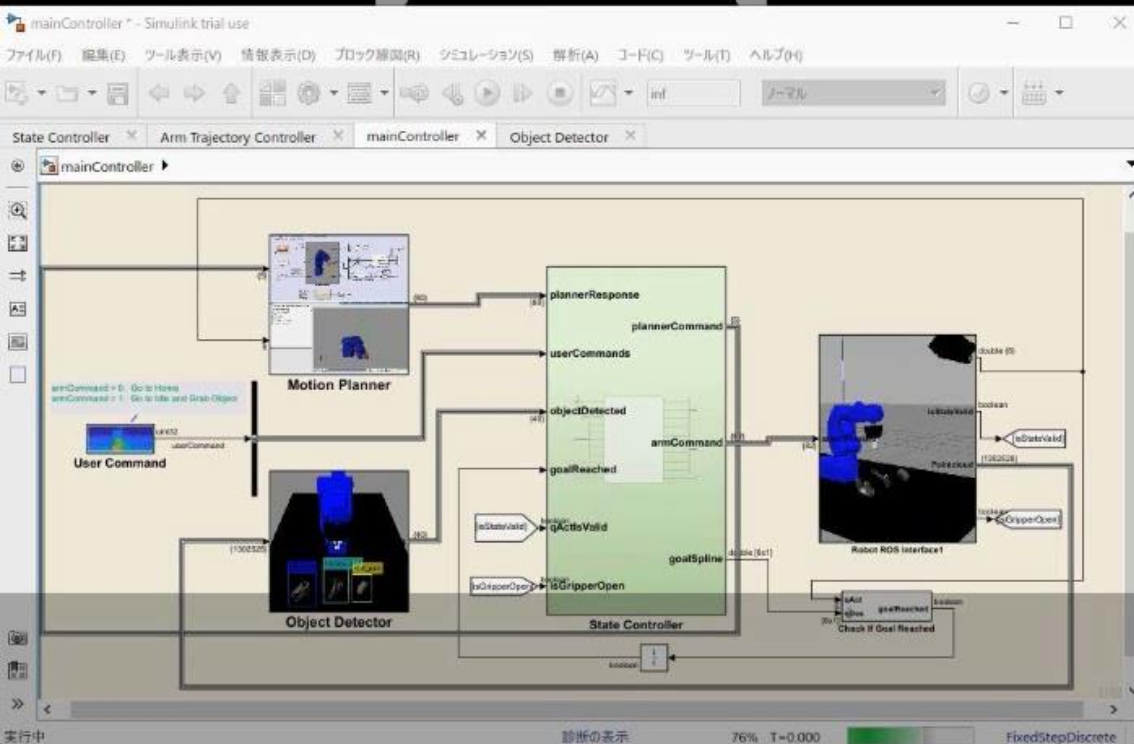 mainController * - Simulink trial use
ファイル(F) 編集(E) ツール表示(V) 情報表示(D) ブロック線図(R) シミュレーション(S) 解析(A) コード(C) ツール(T) ヘルプ(H)
inf
ノーマル
State Controller
Arm Trajectory Controller
mainController
Object Detector
mainController
Motion Planner
armCommand = 0: Go to Home
armCommand = 1: Go to Idle and Grab Object
uint32
userCommand
User Command
Object Detector
plannerResponse
plannerCommand
userCommands
objectDetected
armCommand
goalReached
[isStateValid]
boolean
qActIsValid
goalSpline
double [6x1]
[isGripperOpen]
boolean
isGripperOpen
State Controller
double (6)
boolean
isStateValid
[isStateValid]
Pointcloud
boolean
[isGripperOpen]
Robot ROS Interface1
qAct
goalReached
boolean
Check If Goal Reached
boolean
実行中
診断の表示
76% T=0.000
FixedStepDiscrete